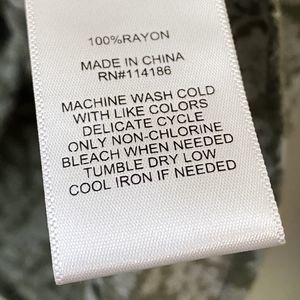 100%RAYON
MADE IN CHINA
RN#114186
MACHINE WASH COLD
WITH LIKE COLORS
DELICATE CYCLE
ONLY NON-CHLORINE
BLEACH WHEN NEEDED
TUMBLE DRY LOW
COOL IRON IF NEEDED